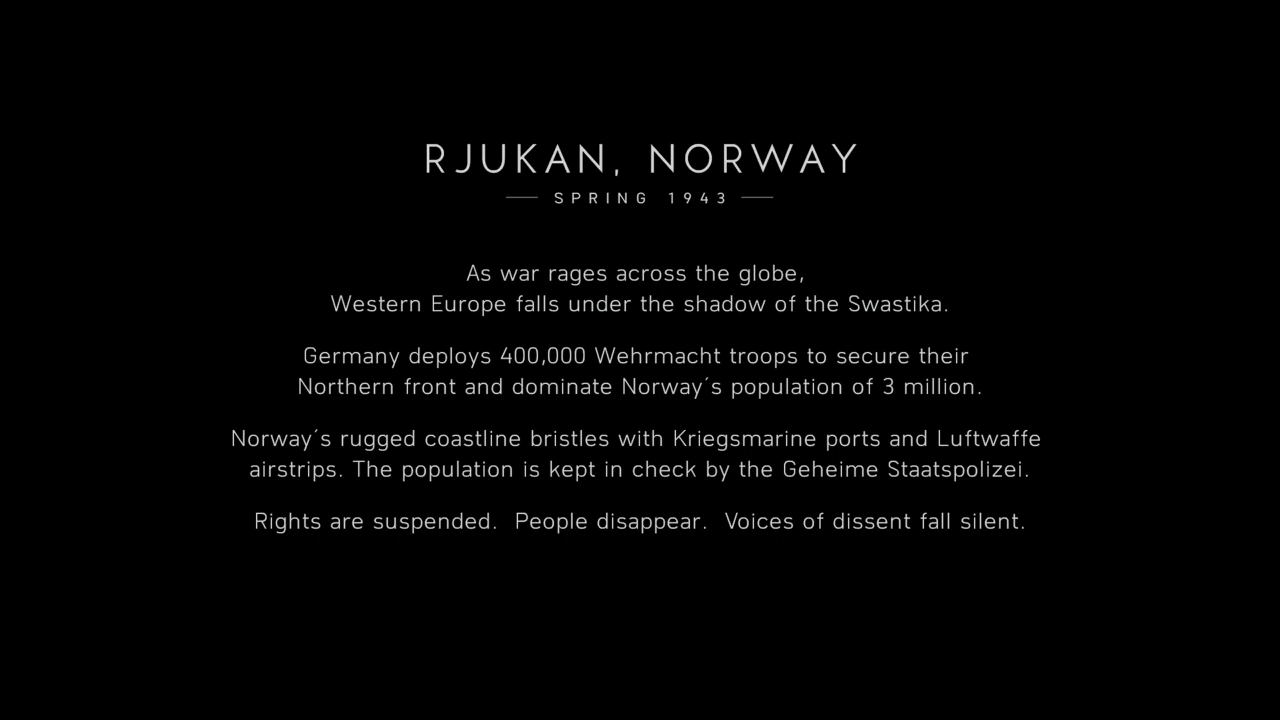 RJUKAN, NORWAY
SPRING 1943
As war rages across the globe,
Western Europe falls under the shadow of the Swastika.
Germany deploys 400,000 Wehrmacht troops to secure their
Northern front and dominate Norway´s population of 3 million.
Norway´s rugged coastline bristles with Kriegsmarine ports and Luftwaffe
airstrips. The population is kept in check by the Geheime Staatspolizei.
Rights are suspended.  People disappear.  Voices of dissent fall silent.